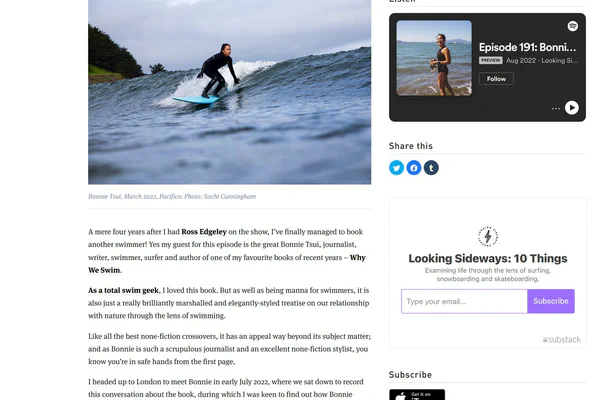 Listen
Episode 191: Bonni...
PREVIEW Aug 2022 · Looking Si...
Follow
Share this
Bonnie Tsui, March 2022, Pacifico. Photo: Sachi Cunningham
A mere four years after I had Ross Edgeley on the show, I've finally managed to book
another swimmer! Yes my guest for this episode is the great Bonnie Tsui, journalist,
writer, swimmer, surfer and author of one of my favourite books of recent years – Why
We Swim.
As a total swim geek, I loved this book. But as well as being manna for swimmers, it is
also just a really brilliantly marshalled and elegantly-styled treatise on our relationship
with nature through the lens of swimming.
Like all the best none-fiction crossovers, it has an appeal way beyond its subject matter;
and as Bonnie is such a scrupulous journalist and an excellent none-fiction stylist, you
know you're in safe hands from the first page.
I headed up to London to meet Bonnie in early July 2022, where we sat down to record
this conversation about the book, during which I was keen to find out how Bonnie
Looking Sideways: 10 Things
Examining life through the lens of surfing,
snowboarding and skateboarding.
Type your email...
Subscribe
substack
Subscribe
Get it on